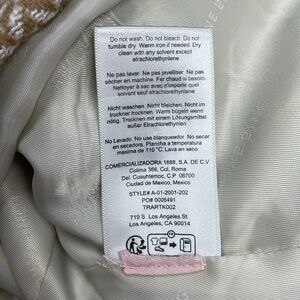 Do not wash. Do not bleach. Do not
tumble dry. Warm iron if needed. Dry
clean with any solvent except
etrachlorethylene
Ne pas laver. Ne pas javelliser. Ne pas
sécher en machine. Fer chaud si besoin.
Nettoyer à sec avec n'importe quel
solvant sauf etrachlorethylene
Nicht waschen. Nicht bleichen. Nicht im
trockner trocknen. Warm bügeln wenn
nötig. Trocknen mit einem Lösungsmittel
außer Etrachlorethyhlen
No Lavado. No use blanqueador. No secar
en secadora. Plancha a temperatura
maxima de 110 °C. Lava en seco
COMERCIALIZADORA 1888, S.A. DE C.V
Colima 366, Col, Roma
Del. Cuauhtémoc, C.P. 06700
Ciudad de Mexico, Mexico
STYLE# A-01-2001-202
PO# 0006491
TRARTK002
719 S. Los Angeles St.
Los Angeles, CA 90014